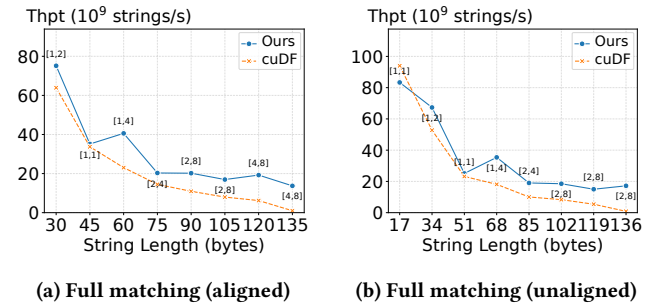 Thpt (10⁹ strings/s)
80
60
40
20
0
30 45 60 75 90 105 120 135
String Length (bytes)
Ours
cuDF
[1,2]
[1,1]
[1,4]
[2,4]
[2,8]
[2,8]
[4,8]
[4,8]
(a) Full matching (aligned)
Thpt (10⁹ strings/s)
100
80
60
40
20
0
17 34 51 68 85 102 119 136
String Length (bytes)
Ours
cuDF
[1,1]
[1,2]
[1,1]
[1,4]
[2,4]
[2,8]
[2,8]
[2,8]
(b) Full matching (unaligned)